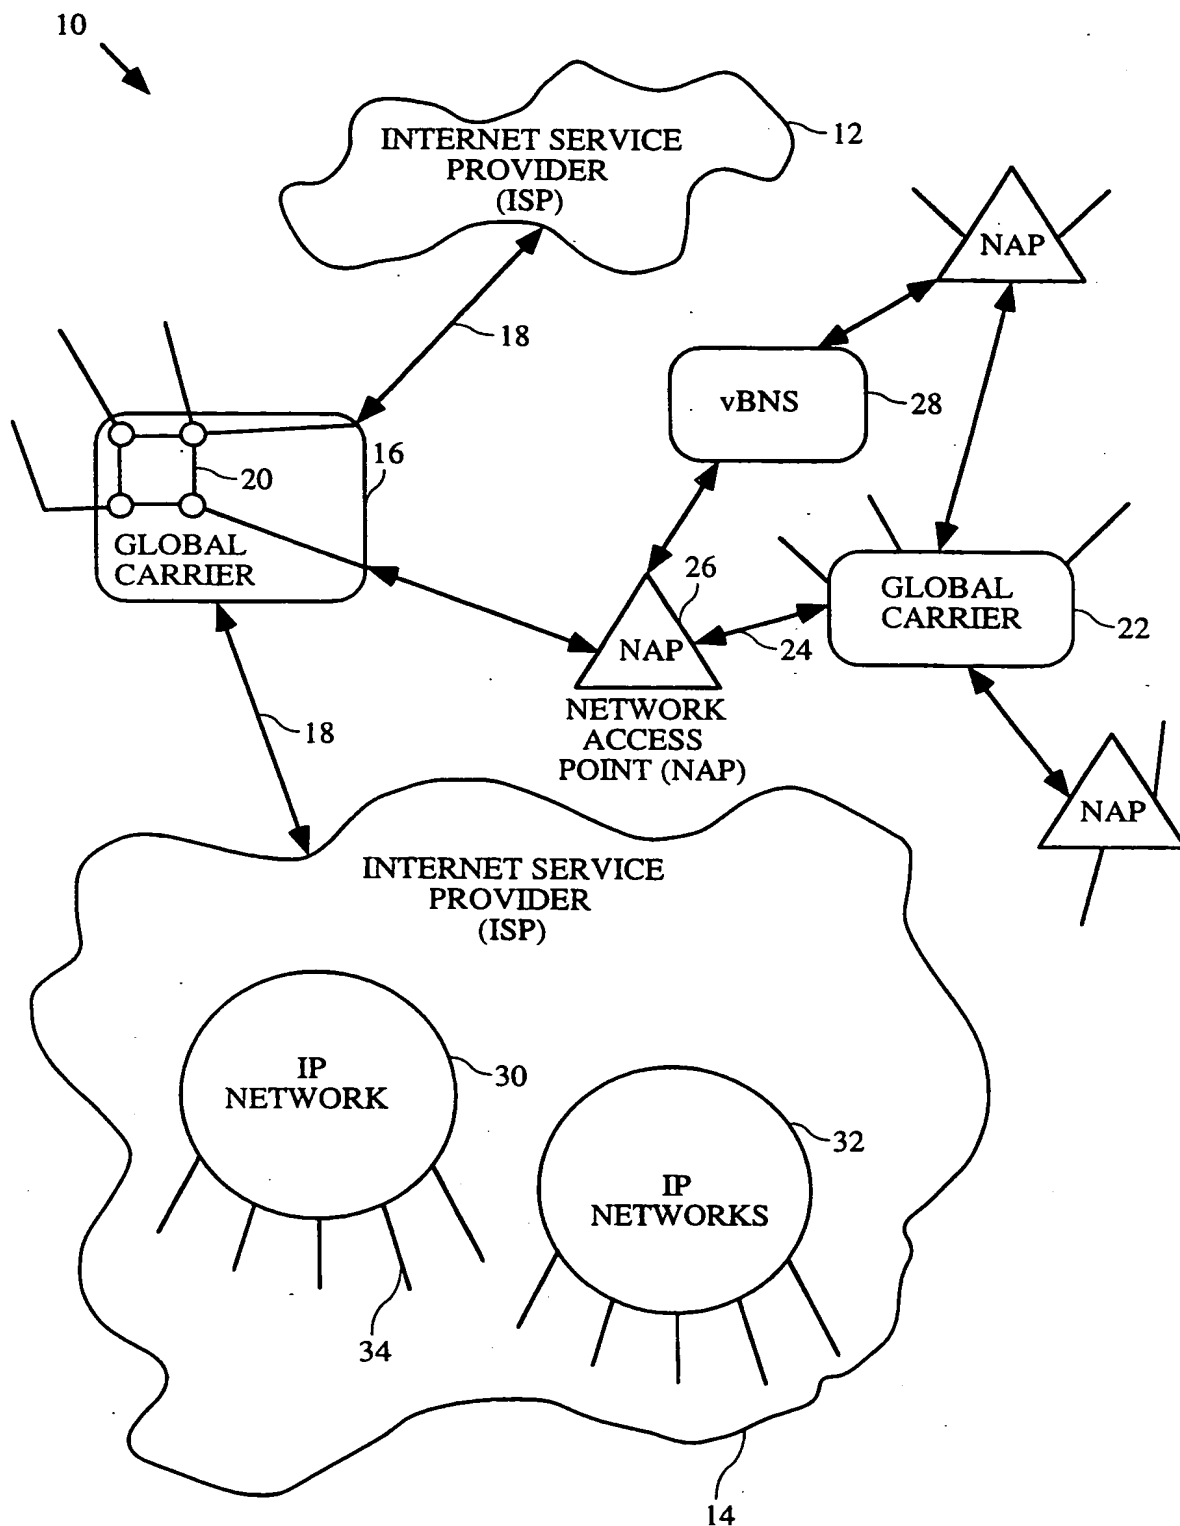 10
INTERNET SERVICE
PROVIDER
(ISP)
12
NAP
18
vBNS
28
16
20
GLOBAL
CARRIER
26
GLOBAL
CARRIER
22
24
NAP
NETWORK
ACCESS
POINT (NAP)
18
NAP
INTERNET SERVICE
PROVIDER
(ISP)
IP
NETWORK
30
32
IP
NETWORKS
34
14